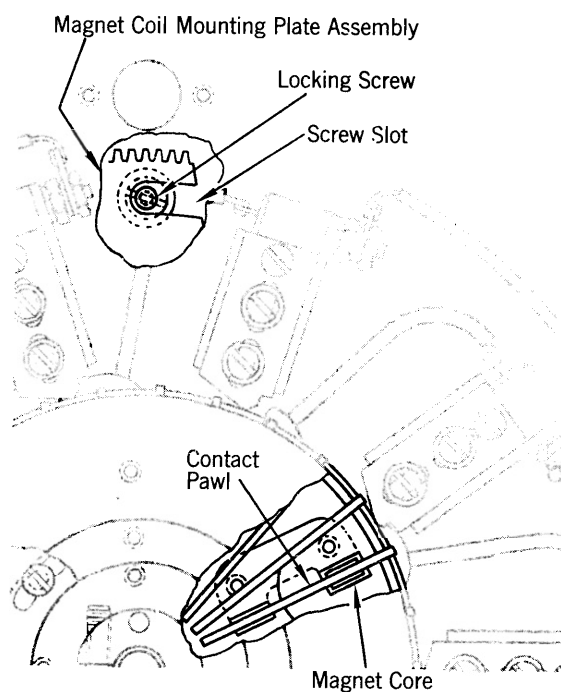 Magnet Coil Mounting Plate Assembly
Locking Screw
Screw Slot
Contact
Pawl
Magnet Core